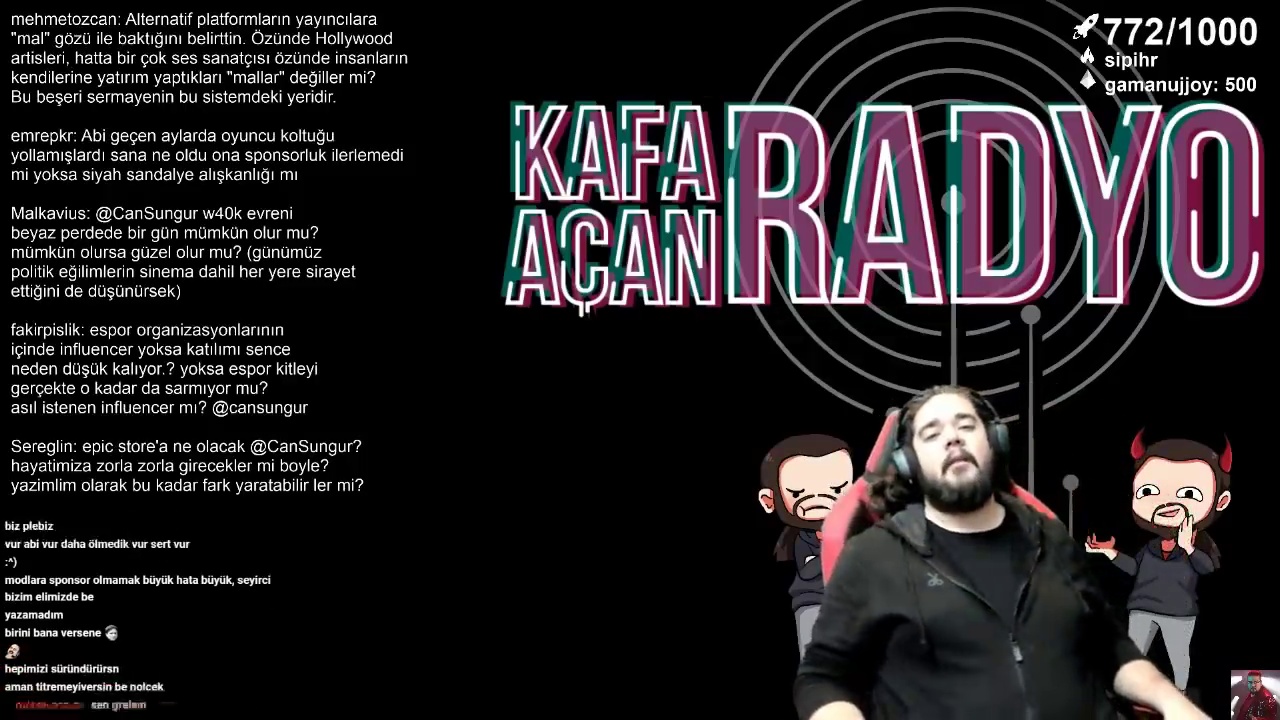 mehmetozcan: Alternatif platformların yayıncılara
"mal" gözü ile baktığını belirttin. Özünde Hollywood
artisleri, hatta bir çok ses sanatçısı özünde insanların
kendilerine yatırım yaptıkları "mallar" değiller mi?
Bu beşeri sermayenin bu sistemdeki yeridir.
emrepkr: Abi geçen aylarda oyuncu koltuğu
yollamışlardı sana ne oldu ona sponsorluk ilerlemedi
mi yoksa siyah sandalye alışkanlığı mı
Malkavius: @CanSungur w40k evreni
beyaz perdede bir gün mümkün olur mu?
mümkün olursa güzel olur mu? (günümüz
politik eğilimlerin sinema dahil her yere sirayet
ettiğini de düşünürsek)
fakirpislik: espor organizasyonlarının
içinde influencer yoksa katılımı sence
neden düşük kalıyor.? yoksa espor kitleyi
gerçekte o kadar da sarmıyor mu?
asıl istenen influencer mı? @cansungur
Sereglin: epic store'a ne olacak @CanSungur?
hayatimiza zorla zorla girecekler mi boyle?
yazimlim olarak bu kadar fark yaratabilir ler mi?
biz plebiz
vur abi vur daha ölmedik vur sert vur
:^)
modlara sponsor olmamak büyük hata büyük, seyirci
bizim elimizde be
yazamadım
birini bana versene
hepimizi süründürürsn
aman titremeyiversin be nolcek
772/1000
sipihr
gamanujjoy: 500
KAFA
AÇAN
RADYO